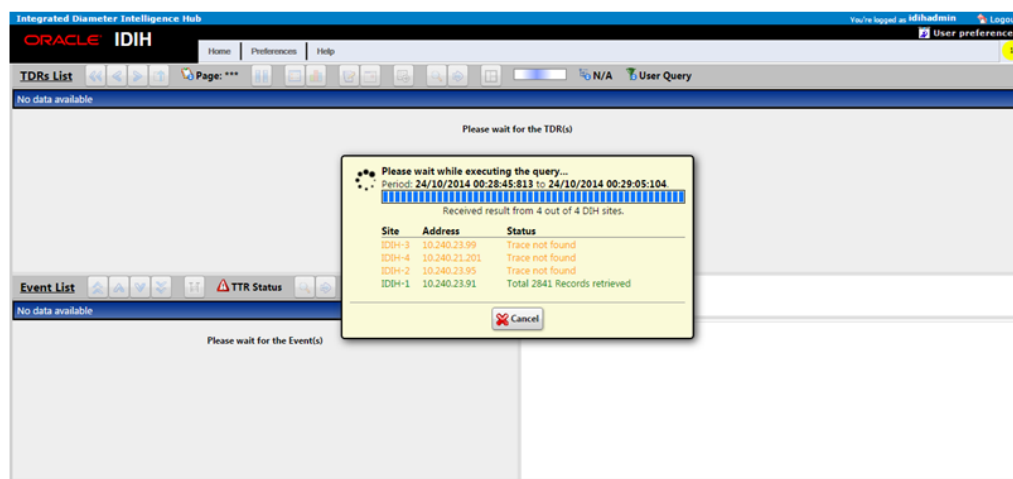 Integrated Diameter Intelligence Hub You're logged as idihadmin Logou
ORACLE IDIH User preference
Home Preferences Help
TDRs List Page: *** N/A User Query
No data available
Please wait for the TDR(s)
Please wait while executing the query...
Period: 24/10/2014 00:28:45:813 to 24/10/2014 00:29:05:104.
Received result from 4 out of 4 DIH sites.
Site Address Status
IDIH-3 10.240.23.99 Trace not found
IDIH-4 10.240.21.201 Trace not found
IDIH-2 10.240.23.95 Trace not found
IDIH-1 10.240.23.91 Total 2841 Records retrieved
Cancel
Event List TTR Status
No data available
Please wait for the Event(s)